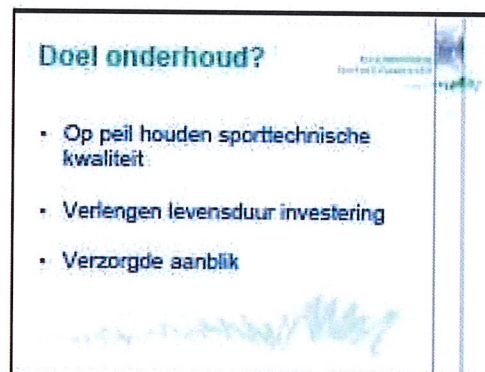 Doel onderhoud?
• Op peil houden sporttechnische
kwaliteit
• Verlengen levensduur investering
• Verzorgde aanblik